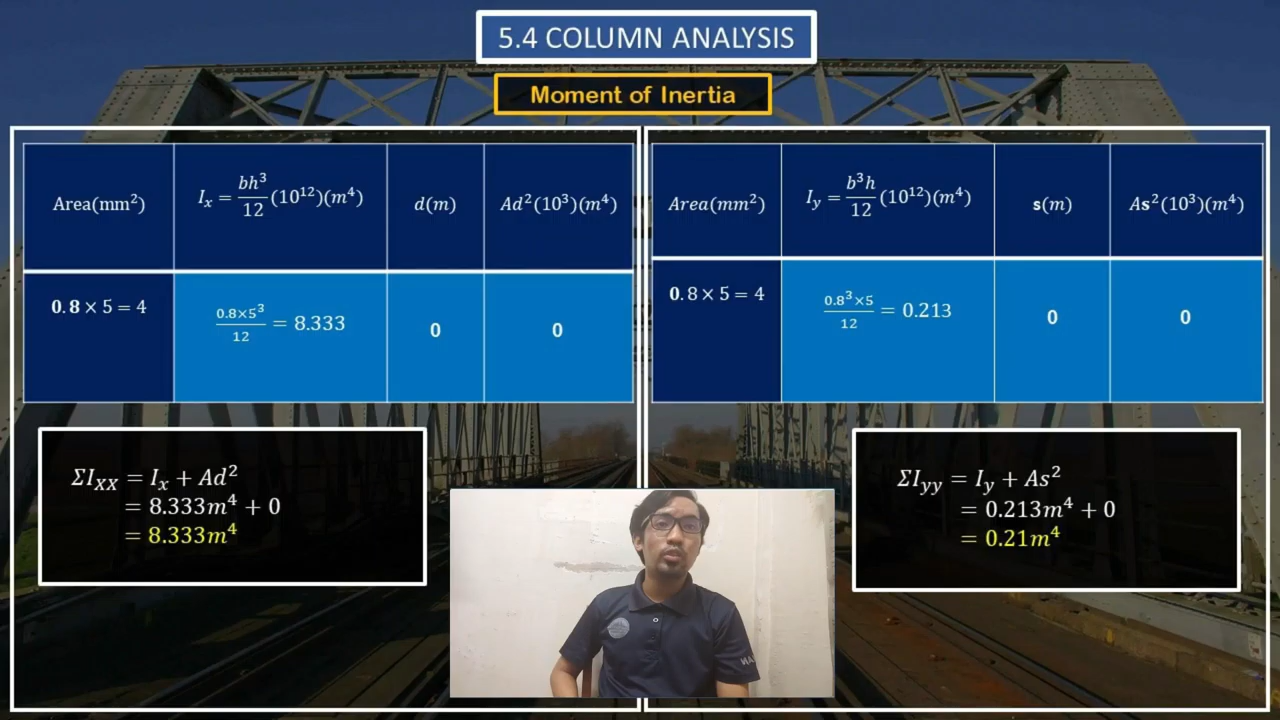 5.4 COLUMN ANALYSIS
Moment of Inertia
Area(mm²) I_x = bh³/12 (10¹²)(m⁴) d(m) Ad²(10³)(m⁴)
0.8 × 5 = 4 0.8×5³/12 = 8.333 0 0
ΣI_XX = I_x + Ad²
= 8.333m⁴ + 0
= 8.333m⁴
Area(mm²) I_y = b³h/12 (10¹²)(m⁴) s(m) As²(10³)(m⁴)
0.8 × 5 = 4 0.8³×5/12 = 0.213 0 0
ΣI_yy = I_y + As²
= 0.213m⁴ + 0
= 0.21m⁴